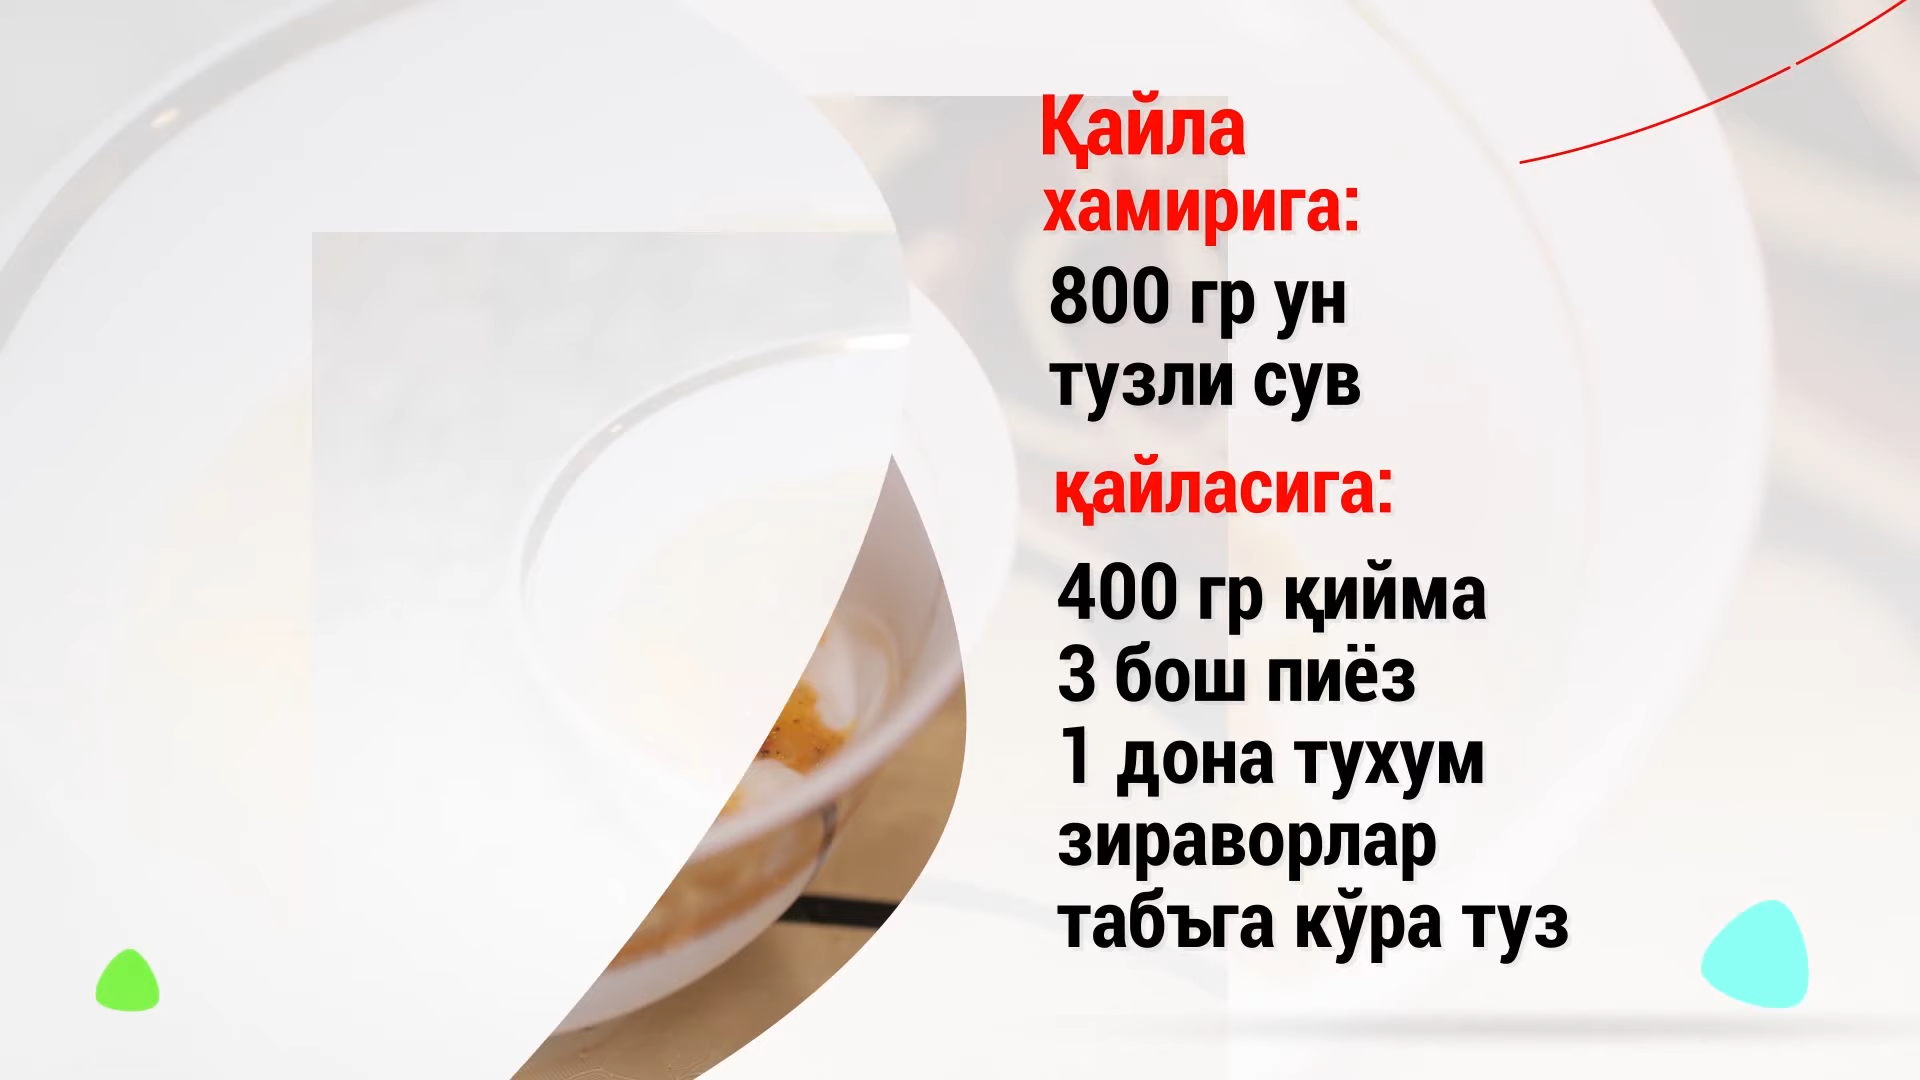 Қайла
хамирига:
800 гр ун
тузли сув
қайласига:
400 гр қийма
3 бош пиёз
1 дона тухум
зираворлар
табъга кўра туз